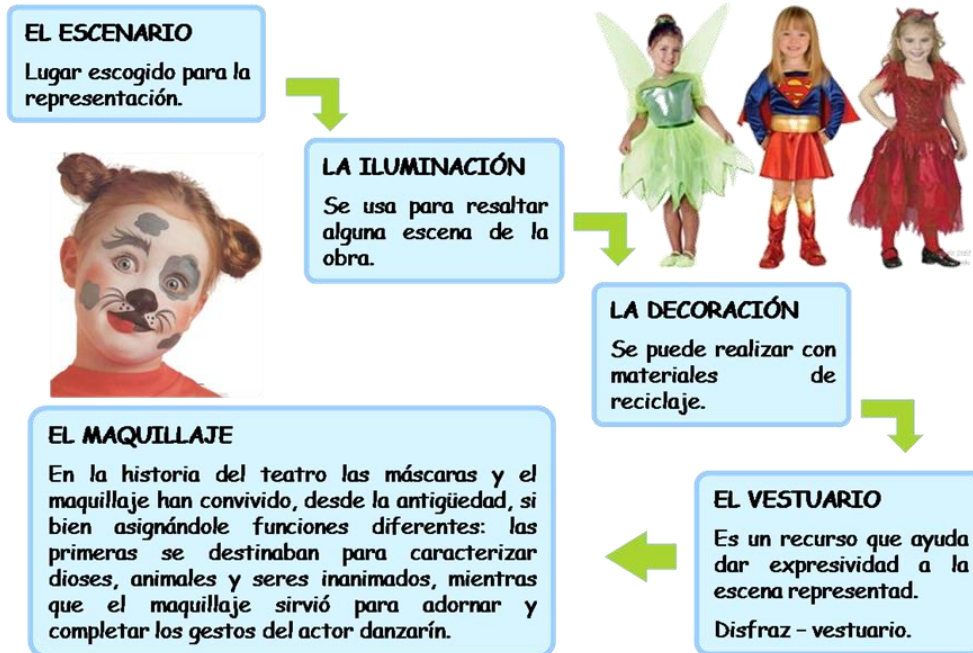 EL ESCENARIO
Lugar escogido para la
representación.
LA ILUMINACIÓN
Se usa para resaltar
alguna escena de la
obra.
LA DECORACIÓN
Se puede realizar con
materiales de
reciclaje.
EL VESTUARIO
Es un recurso que ayuda
dar expresividad a la
escena representad.
Disfraz – vestuario.
EL MAQUILLAJE
En la historia del teatro las máscaras y el
maquillaje han convivido, desde la antigüedad, si
bien asignándole funciones diferentes: las
primeras se destinaban para caracterizar
dioses, animales y seres inanimados, mientras
que el maquillaje sirvió para adornar y
completar los gestos del actor danzarín.